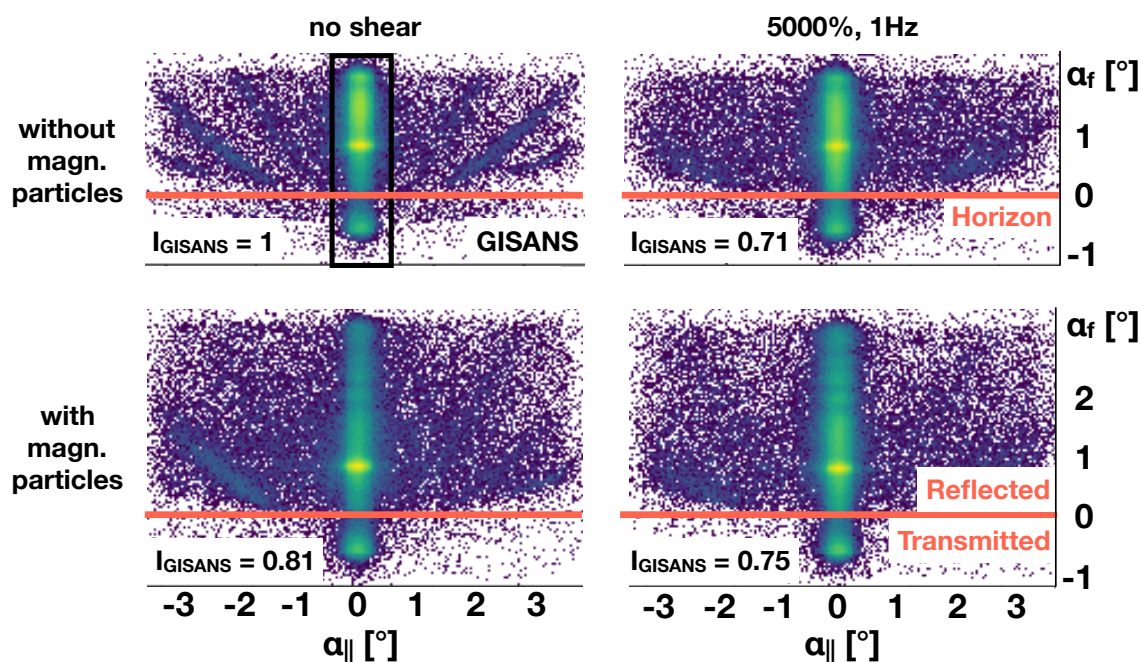 no shear
5000%, 1Hz
without
magn.
particles
αf [°]
1
0
-1
Horizon
IGISANS = 1
GISANS
IGISANS = 0.71
with
magn.
particles
αf [°]
2
1
0
-1
Reflected
Transmitted
IGISANS = 0.81
IGISANS = 0.75
-3 -2 -1 0 1 2 3
-3 -2 -1 0 1 2 3
α|| [°]
α|| [°]